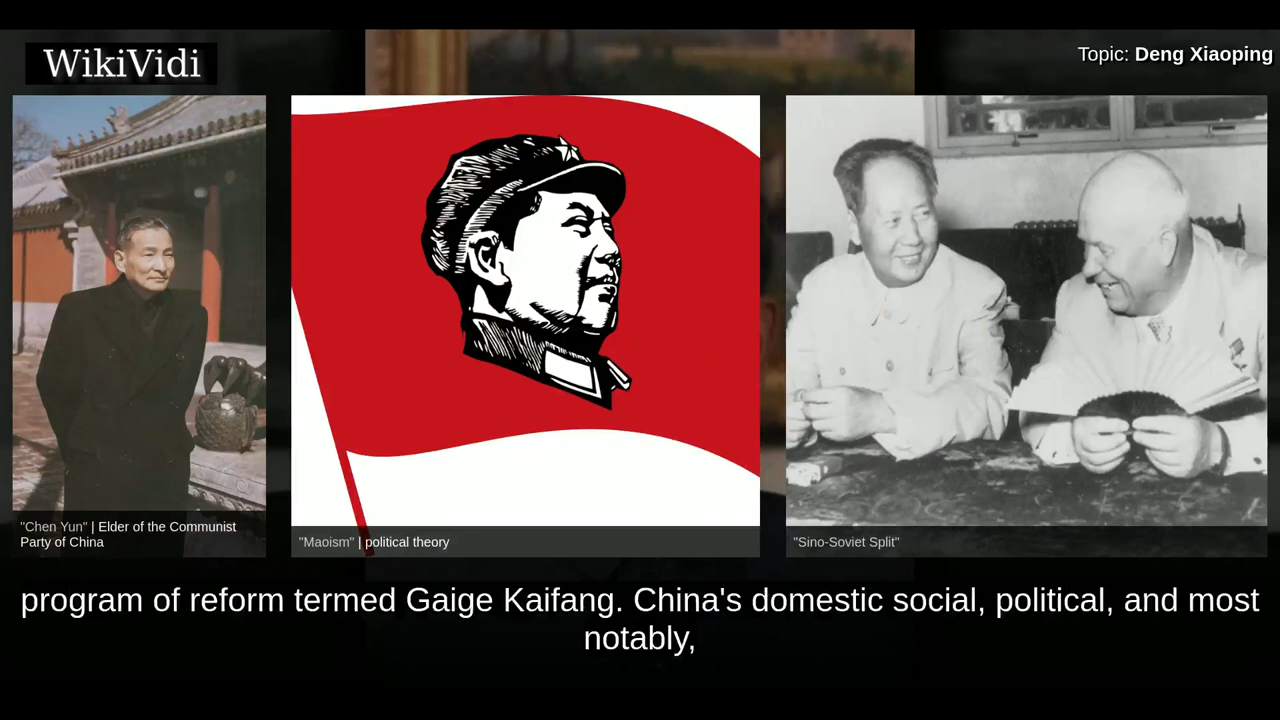 WikiVidi
Topic: Deng Xiaoping
"Chen Yun" | Elder of the Communist
Party of China
"Maoism" | political theory
"Sino-Soviet Split"
program of reform termed Gaige Kaifang. China's domestic social, political, and most
notably,